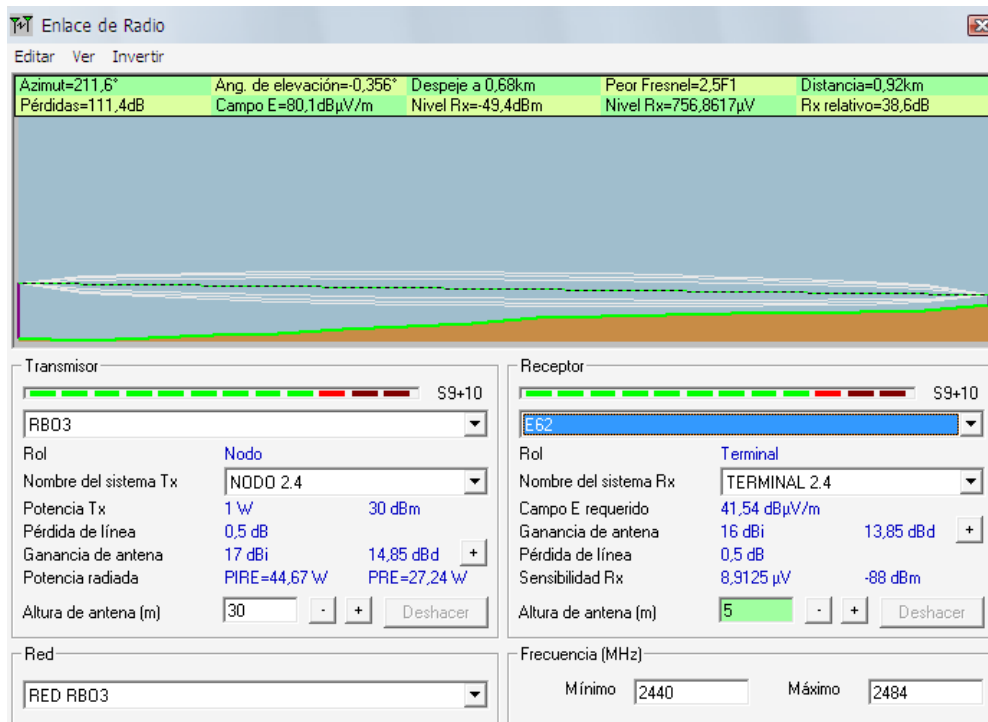 Enlace de Radio
Editar Ver Invertir
Azimut=211,6° Ang. de elevación=-0,356° Despeje a 0,68km Peor Fresnel=2,5F1 Distancia=0,92km
Pérdidas=111,4dB Campo E=80,1dBµV/m Nivel Rx=-49,4dBm Nivel Rx=756,8617µV Rx relativo=38,6dB
Transmisor
S9+10
RBO3
Rol Nodo
Nombre del sistema Tx NODO 2.4
Potencia Tx 1 W 30 dBm
Pérdida de línea 0,5 dB
Ganancia de antena 17 dBi 14,85 dBd +
Potencia radiada PIRE=44,67 W PRE=27,24 W
Altura de antena (m) 30 - + Deshacer
Receptor
S9+10
E62
Rol Terminal
Nombre del sistema Rx TERMINAL 2.4
Campo E requerido 41,54 dBµV/m
Ganancia de antena 16 dBi 13,85 dBd +
Pérdida de línea 0,5 dB
Sensibilidad Rx 8,9125 µV -88 dBm
Altura de antena (m) 5 - + Deshacer
Red
RED RBO3
Frecuencia (MHz)
Mínimo 2440 Máximo 2484